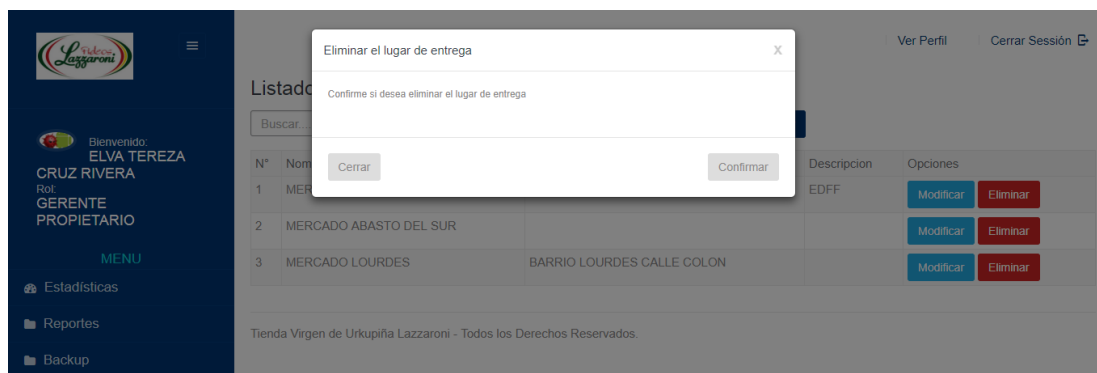 Fideos
Lazzaroni
Bienvenido:
ELVA TEREZA
CRUZ RIVERA
Rol:
GERENTE
PROPIETARIO
MENU
Estadísticas
Reportes
Backup
Ver Perfil
Cerrar Sessión
Eliminar el lugar de entrega
X
Confirme si desea eliminar el lugar de entrega
Cerrar
Confirmar
Listado
Buscar...
N° Nom Descripcion Opciones
1 MER EDFF Modificar Eliminar
2 MERCADO ABASTO DEL SUR Modificar Eliminar
3 MERCADO LOURDES BARRIO LOURDES CALLE COLON Modificar Eliminar
Tienda Virgen de Urkupiña Lazzaroni - Todos los Derechos Reservados.